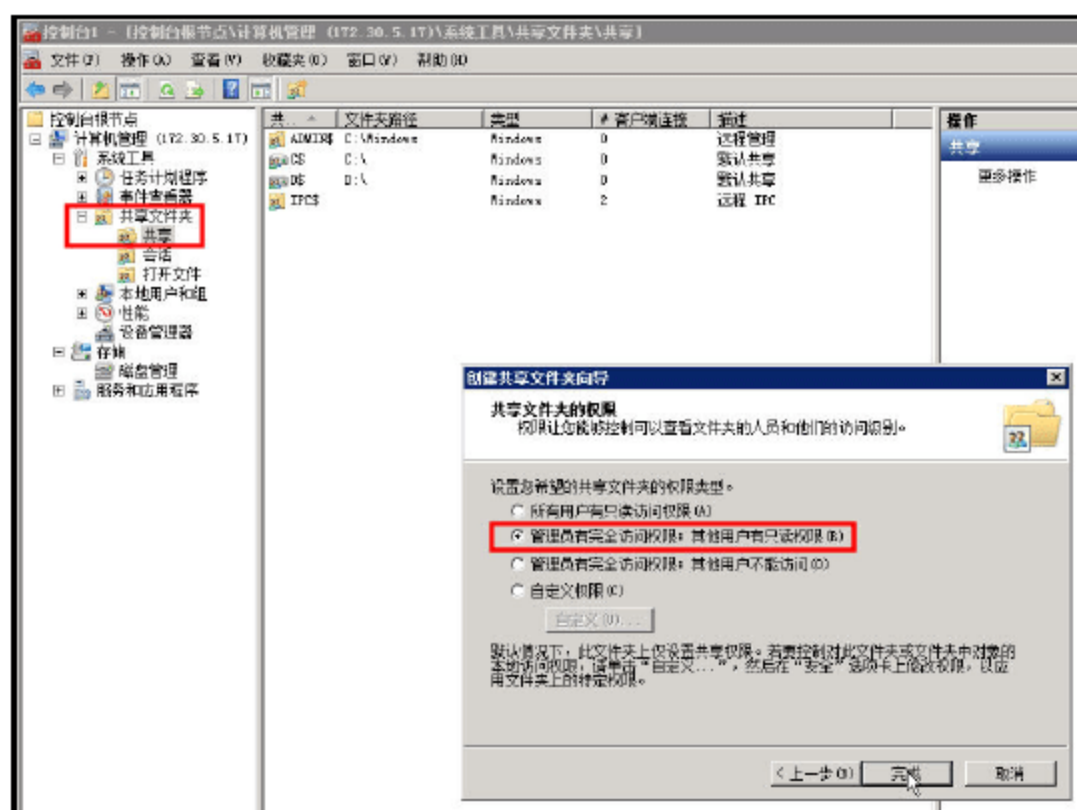 控制台1 - [控制台根节点\计算机管理 (172.30.5.17)\系统工具\共享文件夹\共享]
文件(F) 操作(A) 查看(V) 收藏夹(O) 窗口(W) 帮助(H)
控制台根节点
计算机管理 (172.30.5.17)
系统工具
任务计划程序
事件查看器
共享文件夹
共享
会话
打开文件
本地用户和组
性能
设备管理器
存储
磁盘管理
服务和应用程序
共... 文件夹路径 类型 # 客户端连接 描述
ADMIN$ C:\Windows Windows 0 远程管理
C$ C:\ Windows 0 默认共享
D$ D:\ Windows 0 默认共享
IPC$ Windows 2 远程 IPC
操作
共享
更多操作
创建共享文件夹向导
共享文件夹的权限
权限让您能够控制可以查看文件夹的人员和他们的访问级别。
设置您希望的共享文件夹的权限类型。
所有用户有只读访问权限(A)
管理员有完全访问权限；其他用户有只读权限(R)
管理员有完全访问权限；其他用户不能访问(O)
自定义权限(C)
自定义(U)...
默认情况下，此文件夹上仅设置共享权限。若要控制对此文件夹或文件夹中对象的
本地访问权限，请单击“自定义...”，然后在“安全”选项卡上修改权限，以应
用文件夹上的特定权限。
< 上一步(B) 完成 取消